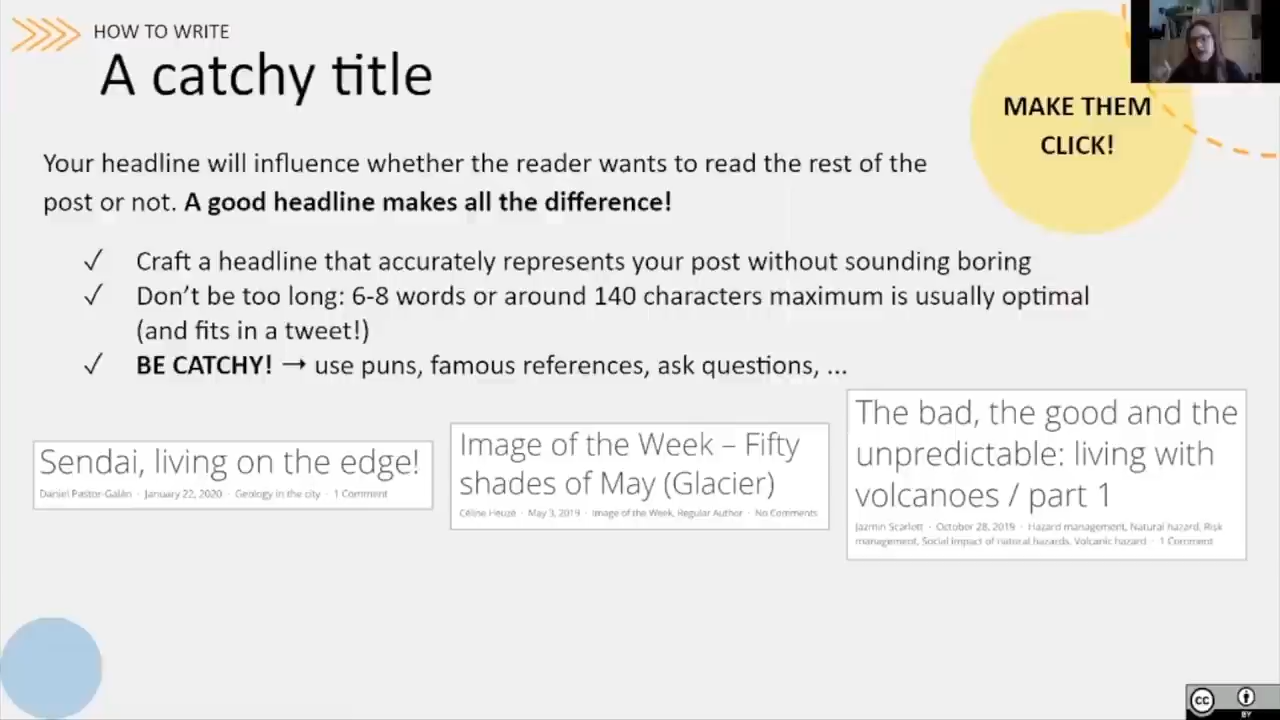 HOW TO WRITE
A catchy title
MAKE THEM
CLICK!
Your headline will influence whether the reader wants to read the rest of the
post or not. A good headline makes all the difference!
✓ Craft a headline that accurately represents your post without sounding boring
✓ Don’t be too long: 6-8 words or around 140 characters maximum is usually optimal
(and fits in a tweet!)
✓ BE CATCHY! → use puns, famous references, ask questions, ...
Sendai, living on the edge!
Daniel Pastor-Galán · January 22, 2020 · Geology in the city · 1 Comment
Image of the Week – Fifty
shades of May (Glacier)
Céline Heuzé · May 3, 2019 · Image of the Week, Regular Author · No Comments
The bad, the good and the
unpredictable: living with
volcanoes / part 1
Jazmin Scarlett · October 28, 2019 · Hazard management, Natural hazard, Risk
management, Social impact of natural hazards, Volcanic hazard · 1 Comment
cc
BY